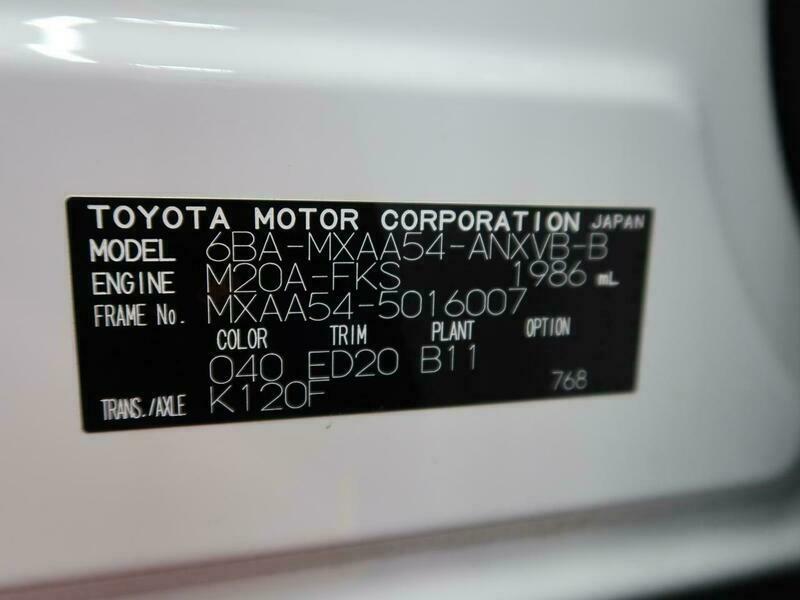 TOYOTA MOTOR CORPORATION JAPAN
MODEL 6BA-MXAA54-ANXVB-B
ENGINE M20A-FKS 1986 mL
FRAME No. MXAA54-5016007
COLOR TRIM PLANT OPTION
040 ED20 B11
TRANS./AXLE K120F 768